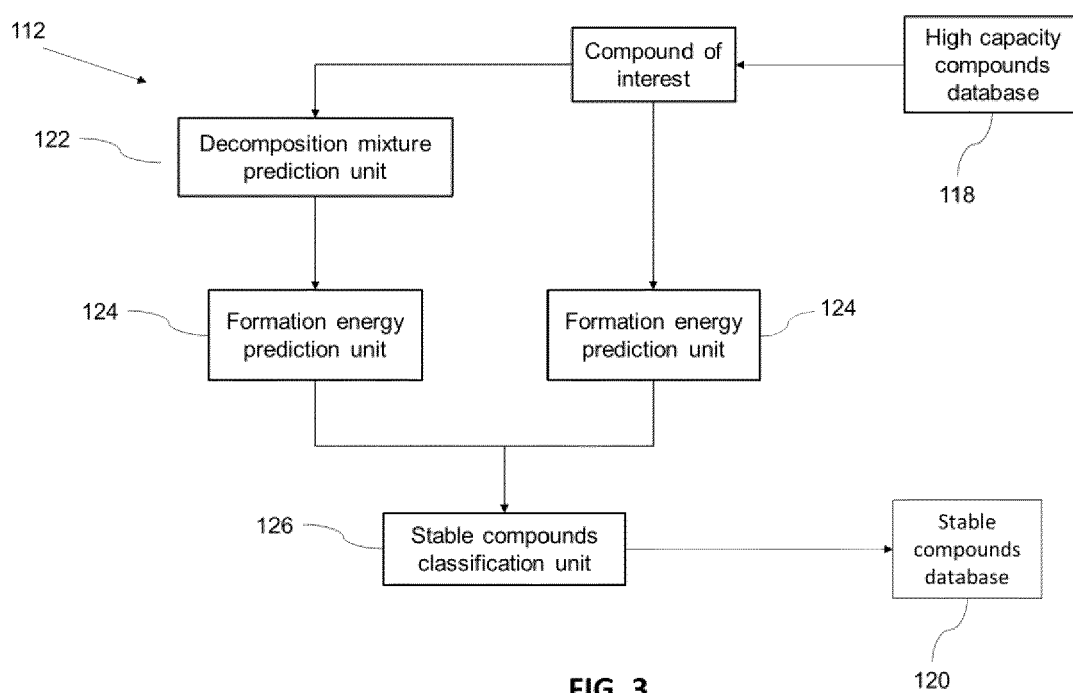 112
Compound of
interest
High capacity
compounds
database
122
Decomposition mixture
prediction unit
118
124
Formation energy
prediction unit
Formation energy
prediction unit
124
126
Stable compounds
classification unit
Stable
compounds
database
120
FIG. 3